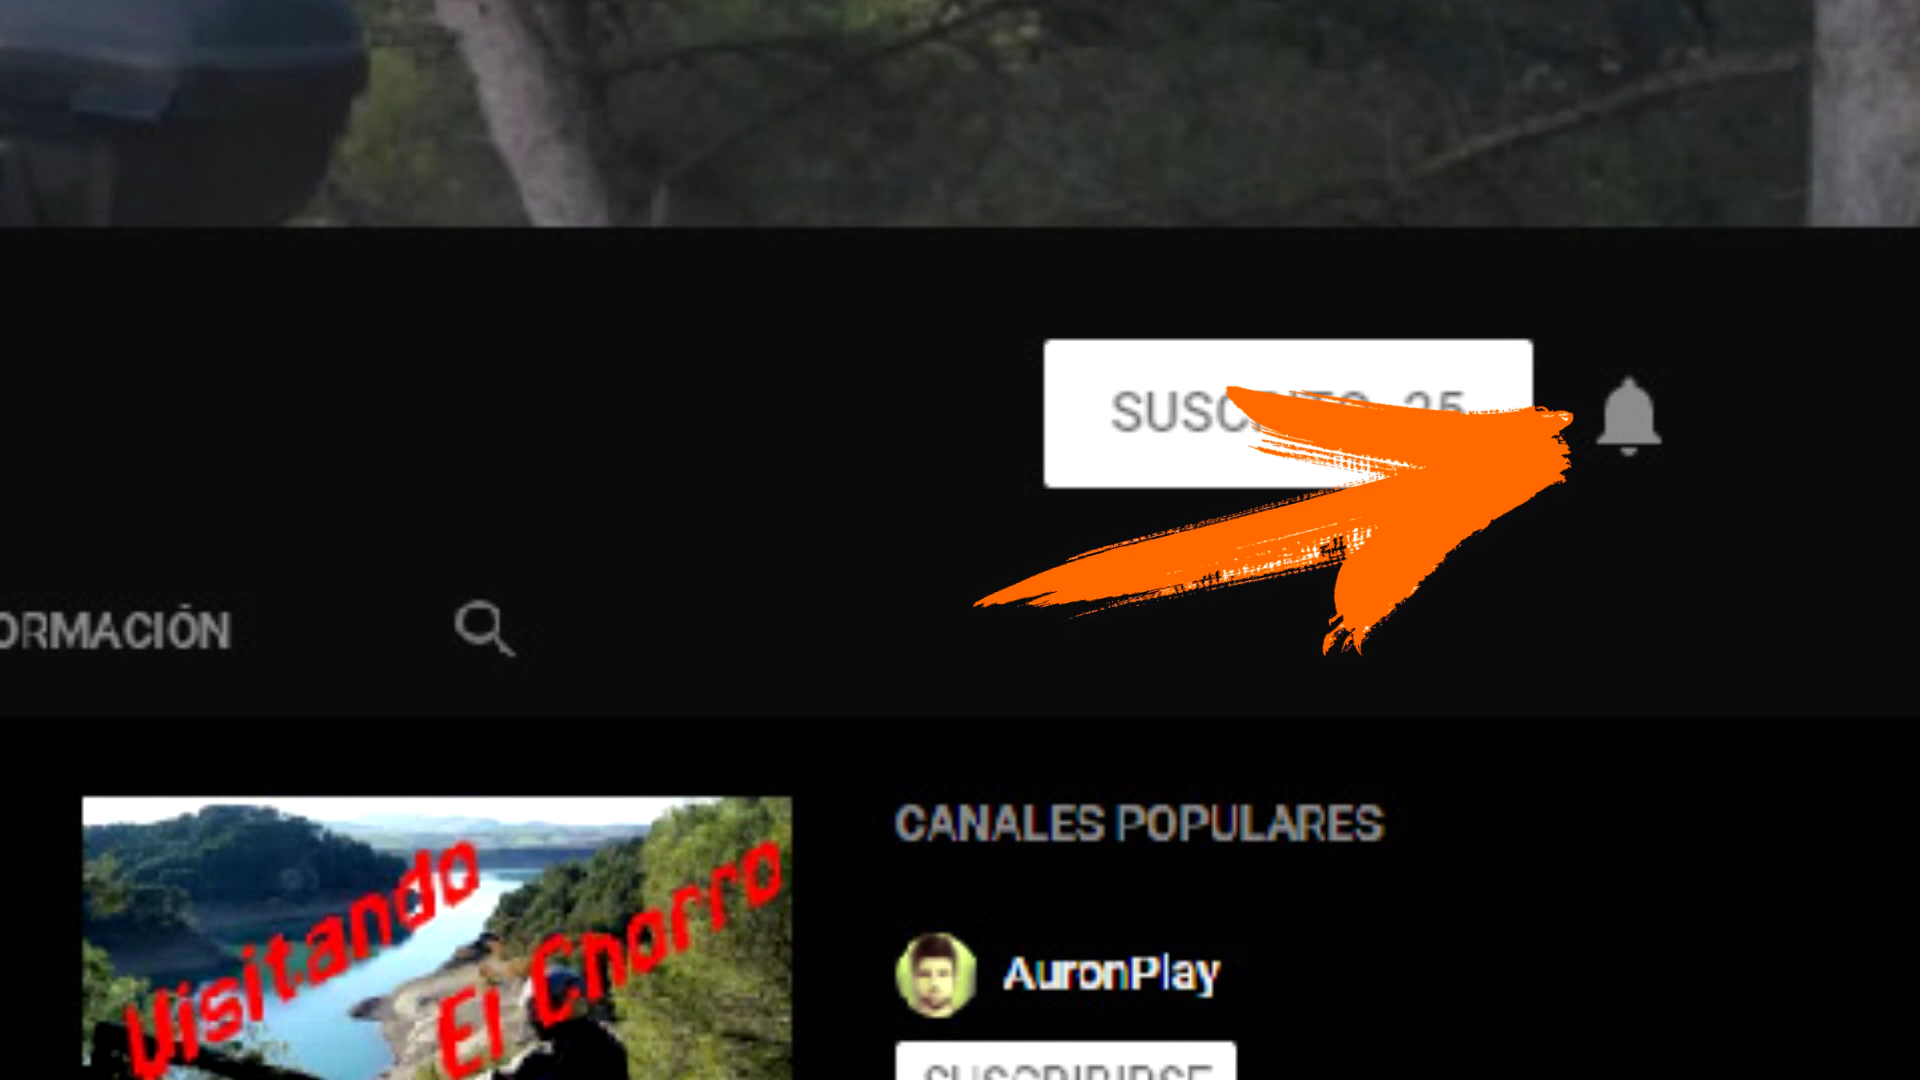 SUSCRITO 25
ORMACIÓN
CANALES POPULARES
Visitando
El Chorro
AuronPlay
SUSCRIBIRSE